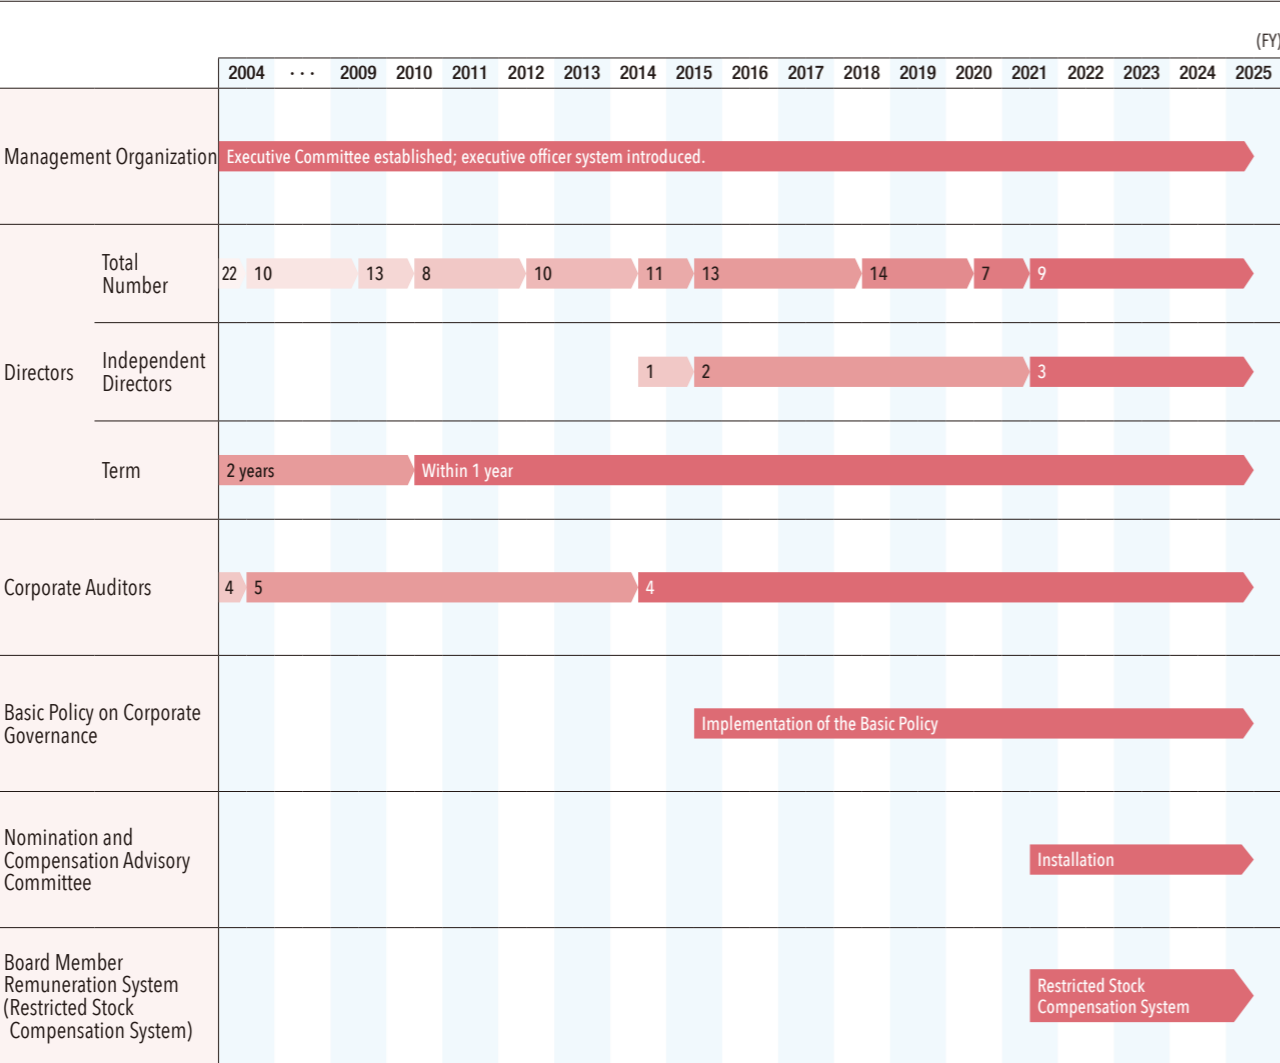 (FY)
2004 ··· 2009 2010 2011 2012 2013 2014 2015 2016 2017 2018 2019 2020 2021 2022 2023 2024 2025
Management Organization
Executive Committee established; executive officer system introduced.
Directors
Total
Number
22 10 13 8 10 11 13 14 7 9
Independent
Directors
1 2 3
Term
2 years Within 1 year
Corporate Auditors
4 5 4
Basic Policy on Corporate
Governance
Implementation of the Basic Policy
Nomination and
Compensation Advisory
Committee
Installation
Board Member
Remuneration System
(Restricted Stock
Compensation System)
Restricted Stock
Compensation System